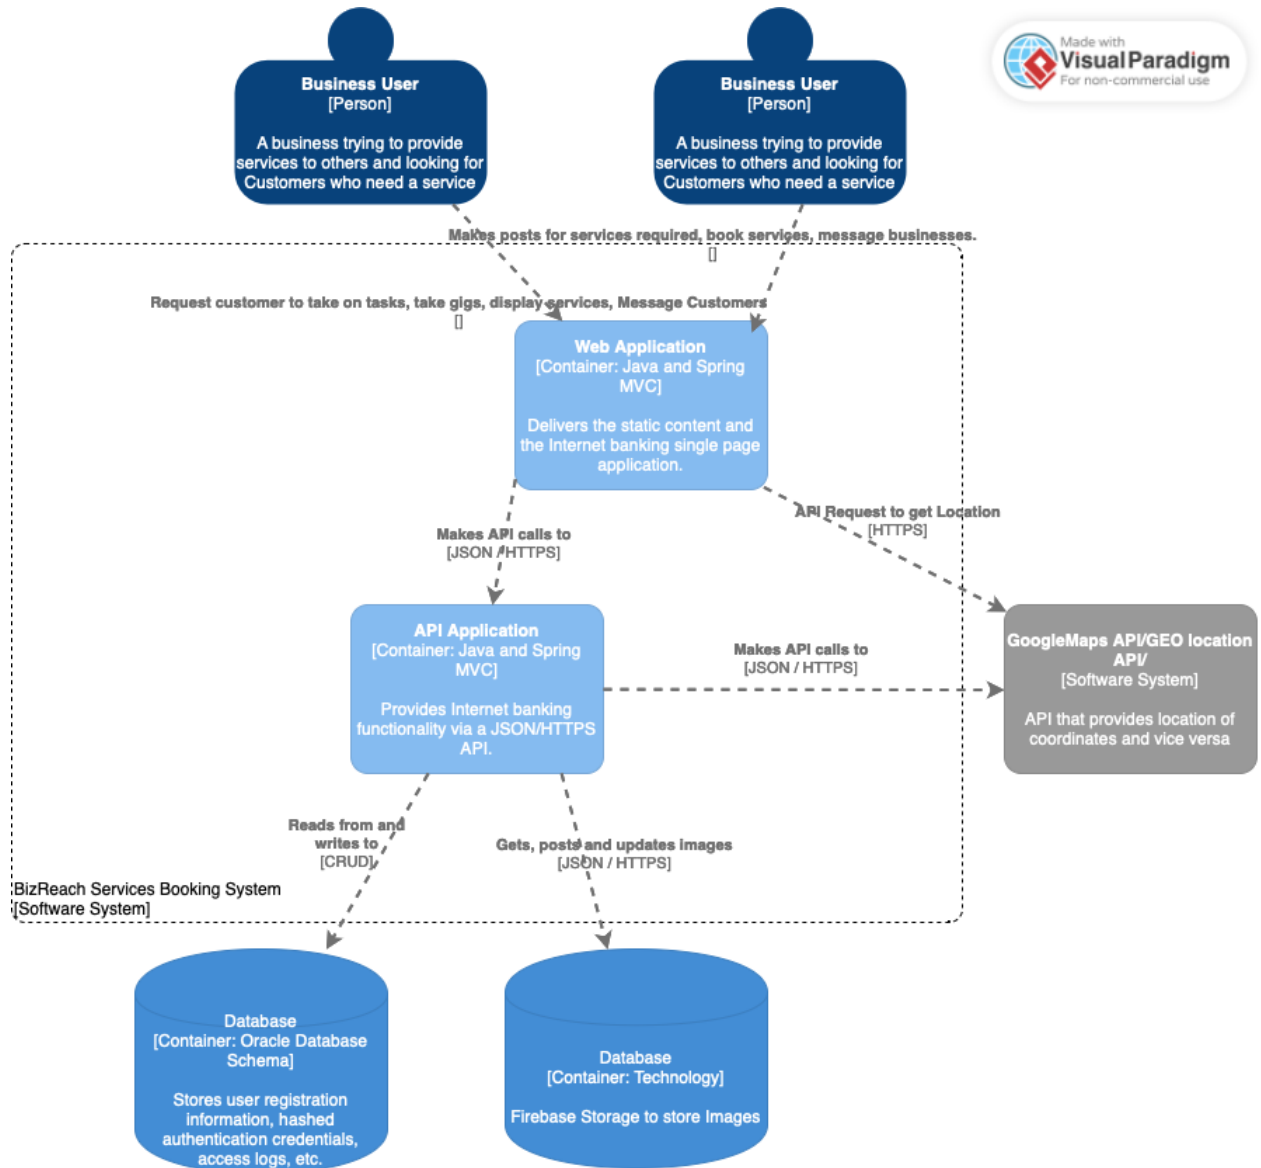 Made with
Visual Paradigm
For non-commercial use
Business User
[Person]
A business trying to provide
services to others and looking for
Customers who need a service
Business User
[Person]
A business trying to provide
services to others and looking for
Customers who need a service
Makes posts for services required, book services, message businesses.
[]
Request customer to take on tasks, take gigs, display services, Message Customers
[]
Web Application
[Container: Java and Spring
MVC]
Delivers the static content and
the Internet banking single page
application.
API Request to get Location
[HTTPS]
Makes API calls to
[JSON / HTTPS]
API Application
[Container: Java and Spring
MVC]
Provides Internet banking
functionality via a JSON/HTTPS
API.
Makes API calls to
[JSON / HTTPS]
GoogleMaps API/GEO location
API/
[Software System]
API that provides location of
coordinates and vice versa
Reads from and
writes to
[CRUD]
Gets, posts and updates images
[JSON / HTTPS]
BizReach Services Booking System
[Software System]
Database
[Container: Oracle Database
Schema]
Stores user registration
information, hashed
authentication credentials,
access logs, etc.
Database
[Container: Technology]
Firebase Storage to store Images